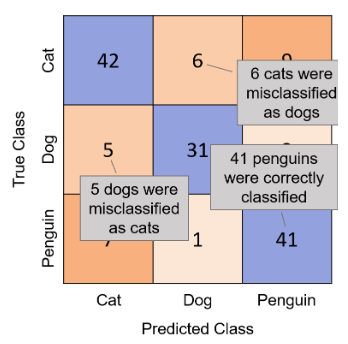 42 6
6 cats were
misclassified
as dogs
5 31
41 penguins
were correctly
classified
5 dogs were
misclassified
as cats
1 41
Cat
Dog
Penguin
True Class
Cat Dog Penguin
Predicted Class